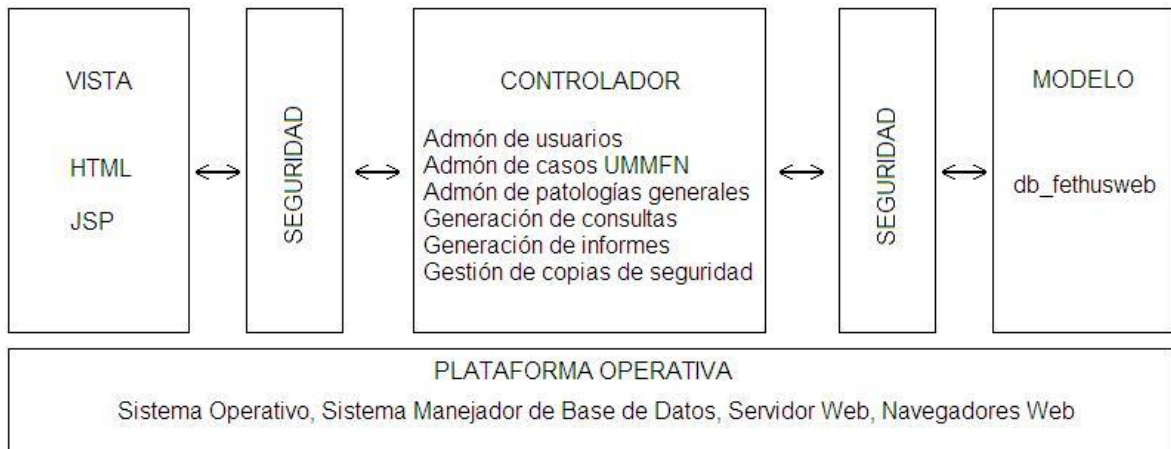 VISTA
HTML
JSP
SEGURIDAD
CONTROLADOR
Admón de usuarios
Admón de casos UMMFN
Admón de patologías generales
Generación de consultas
Generación de informes
Gestión de copias de seguridad
SEGURIDAD
MODELO
db_fethusweb
PLATAFORMA OPERATIVA
Sistema Operativo, Sistema Manejador de Base de Datos, Servidor Web, Navegadores Web